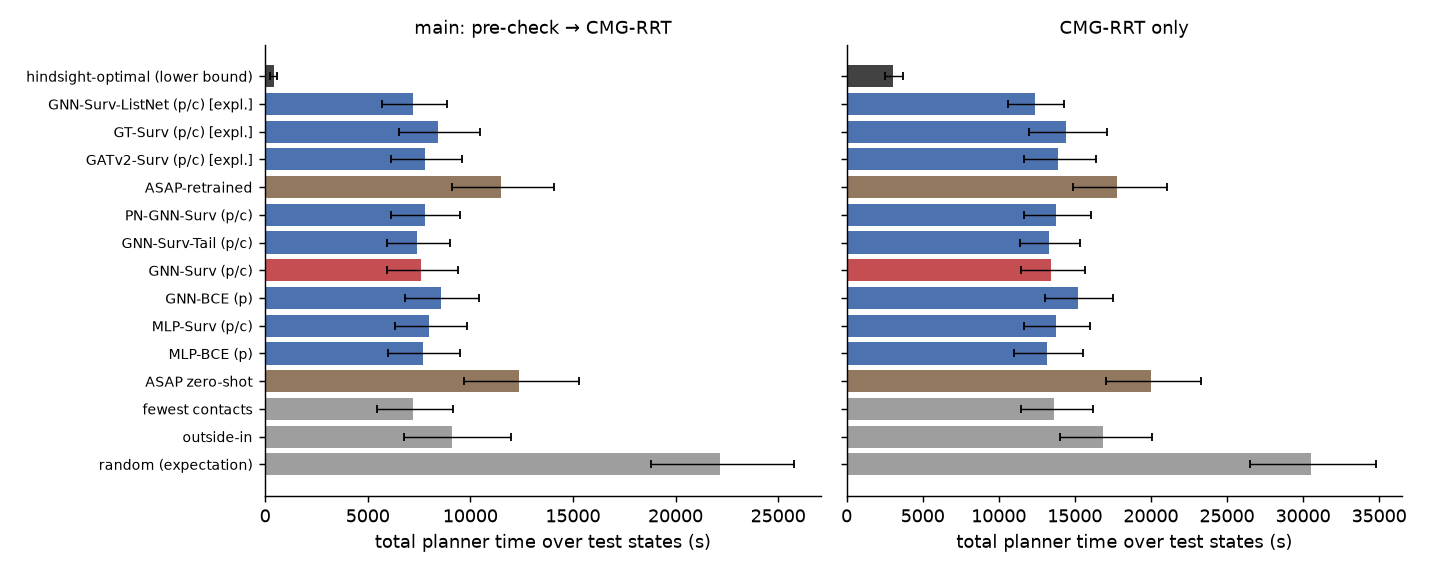 main: pre-check → CMG-RRT
CMG-RRT only
hindsight-optimal (lower bound)
GNN-Surv-ListNet (p/c) [expl.]
GT-Surv (p/c) [expl.]
GATv2-Surv (p/c) [expl.]
ASAP-retrained
PN-GNN-Surv (p/c)
GNN-Surv-Tail (p/c)
GNN-Surv (p/c)
GNN-BCE (p)
MLP-Surv (p/c)
MLP-BCE (p)
ASAP zero-shot
fewest contacts
outside-in
random (expectation)
0 5000 10000 15000 20000 25000
0 5000 10000 15000 20000 25000 30000 35000
total planner time over test states (s)
total planner time over test states (s)